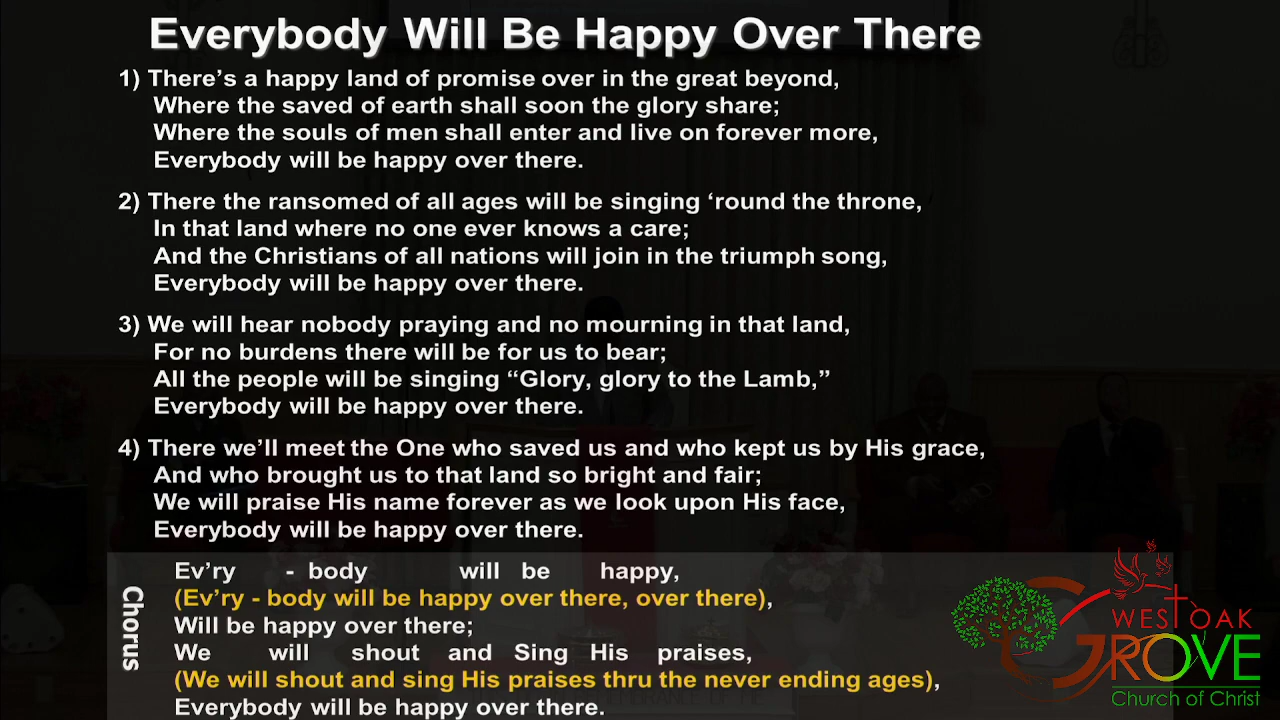 Everybody Will Be Happy Over There
1) There's a happy land of promise over in the great beyond,
Where the saved of earth shall soon the glory share;
Where the souls of men shall enter and live on forever more,
Everybody will be happy over there.
2) There the ransomed of all ages will be singing ‘round the throne,
In that land where no one ever knows a care;
And the Christians of all nations will join in the triumph song,
Everybody will be happy over there.
3) We will hear nobody praying and no mourning in that land,
For no burdens there will be for us to bear;
All the people will be singing “Glory, glory to the Lamb,”
Everybody will be happy over there.
4) There we’ll meet the One who saved us and who kept us by His grace,
And who brought us to that land so bright and fair;
We will praise His name forever as we look upon His face,
Everybody will be happy over there.
Chorus
Ev’ry - body will be happy,
(Ev’ry - body will be happy over there, over there),
Will be happy over there;
We will shout and Sing His praises,
(We will shout and sing His praises thru the never ending ages),
Everybody will be happy over there.
WEST OAK
GROVE
Church of Christ